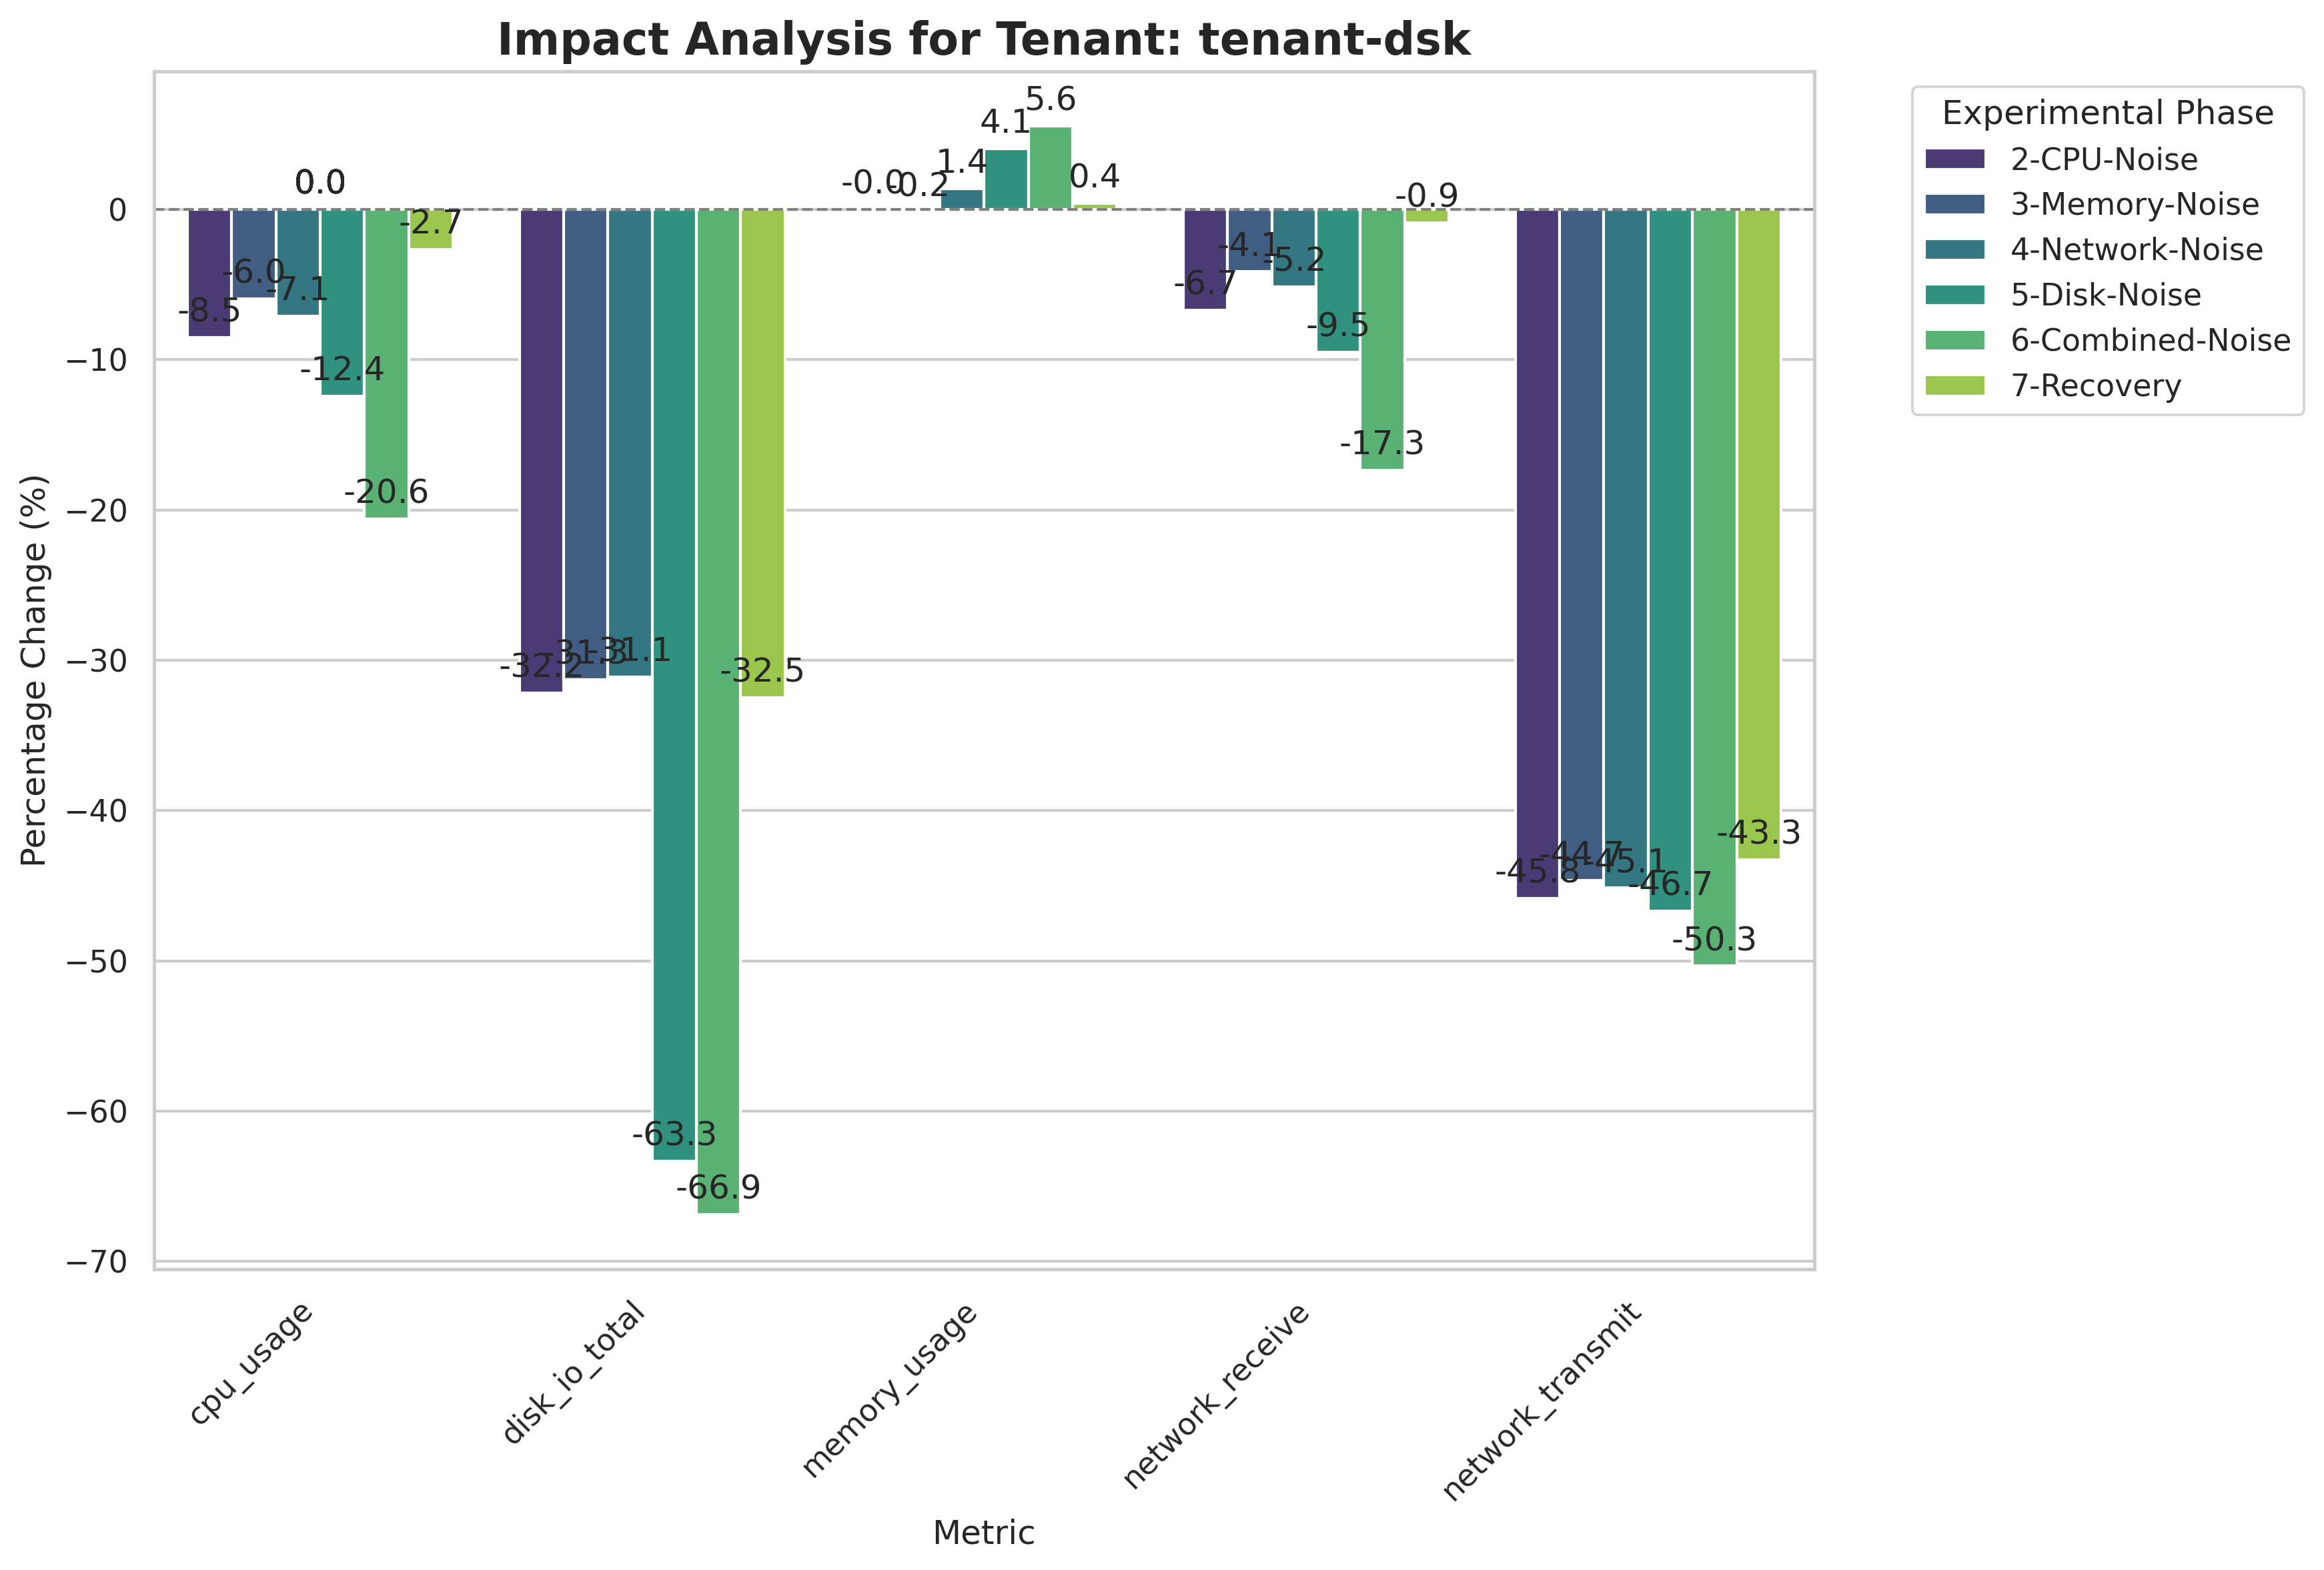 Impact Analysis for Tenant: tenant-dsk
Experimental Phase
2-CPU-Noise
3-Memory-Noise
4-Network-Noise
5-Disk-Noise
6-Combined-Noise
7-Recovery
Percentage Change (%)
0
−10
−20
−30
−40
−50
−60
−70
0.0
-8.5
-6.0
-7.1
-12.4
-20.6
-2.7
-32.2
-31.3
-31.1
-63.3
-66.9
-32.5
-0.0
-0.2
1.4
4.1
5.6
0.4
-6.7
-4.1
-5.2
-9.5
-17.3
-0.9
-45.8
-44.7
-45.1
-46.7
-50.3
-43.3
cpu_usage
disk_io_total
memory_usage
network_receive
network_transmit
Metric